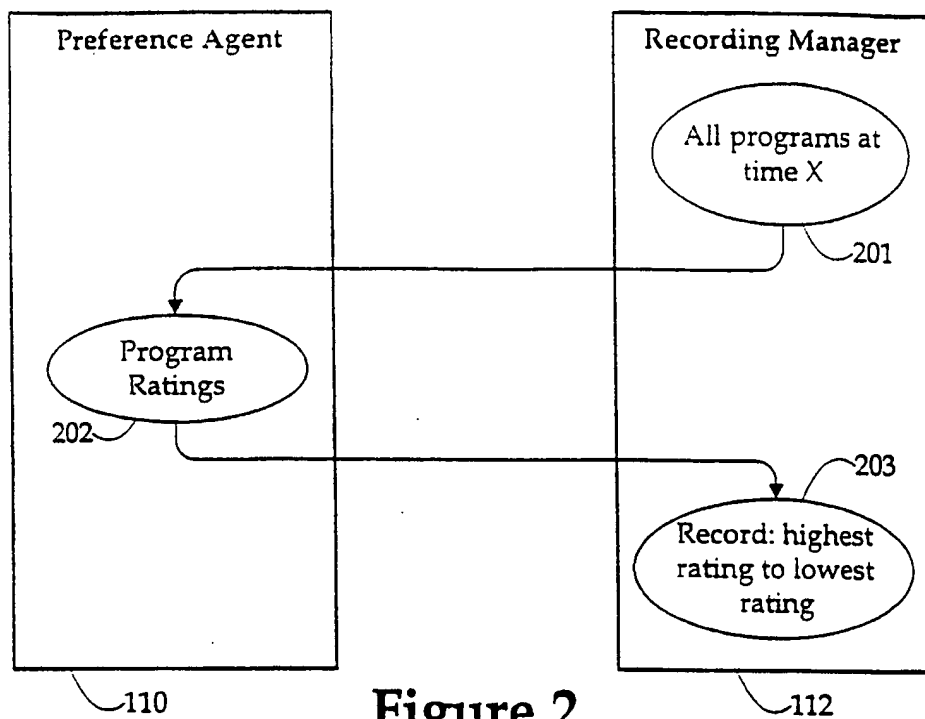 Preference Agent
Recording Manager
All programs at
time X
201
Program
Ratings
202
203
Record: highest
rating to lowest
rating
110
Figure 2
112